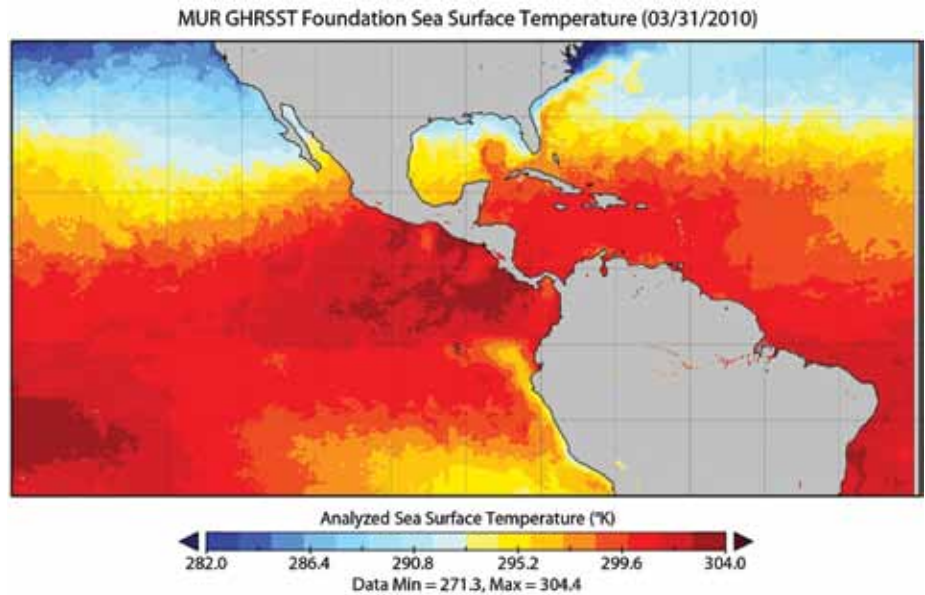 MUR GHRSST Foundation Sea Surface Temperature (03/31/2010)
Analyzed Sea Surface Temperature (°K)
282.0 286.4 290.8 295.2 299.6 304.0
Data Min = 271.3, Max = 304.4